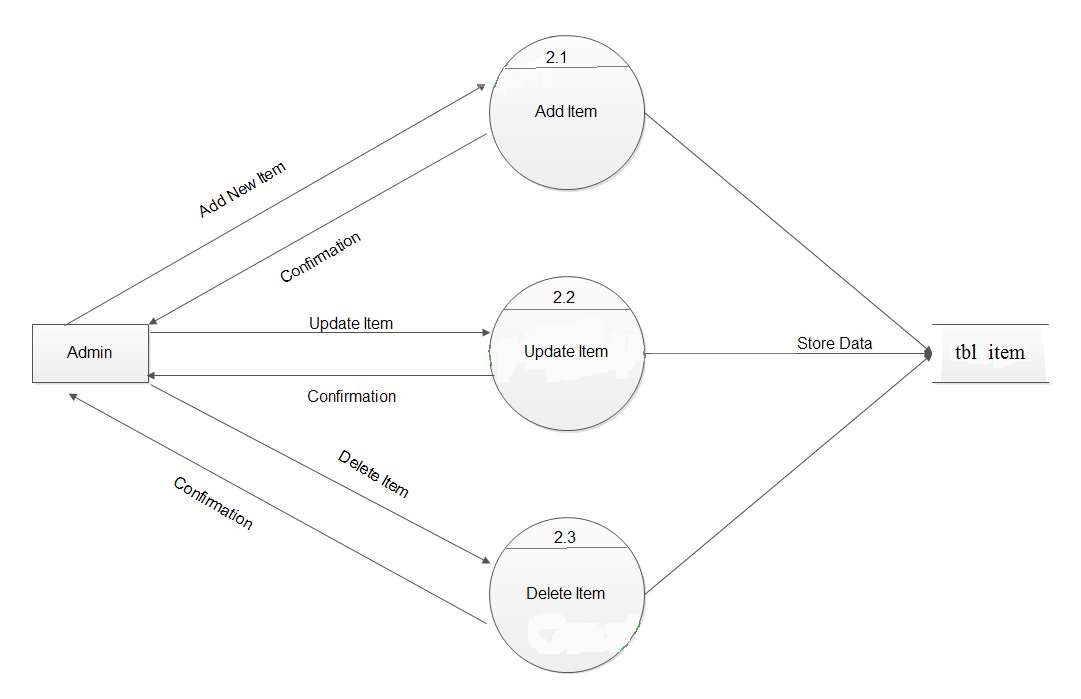 2.1
Add Item
Add New Item
Confirmation
2.2
Update Item
Update Item
Admin
Store Data
tbl item
Confirmation
Delete Item
Confirmation
2.3
Delete Item